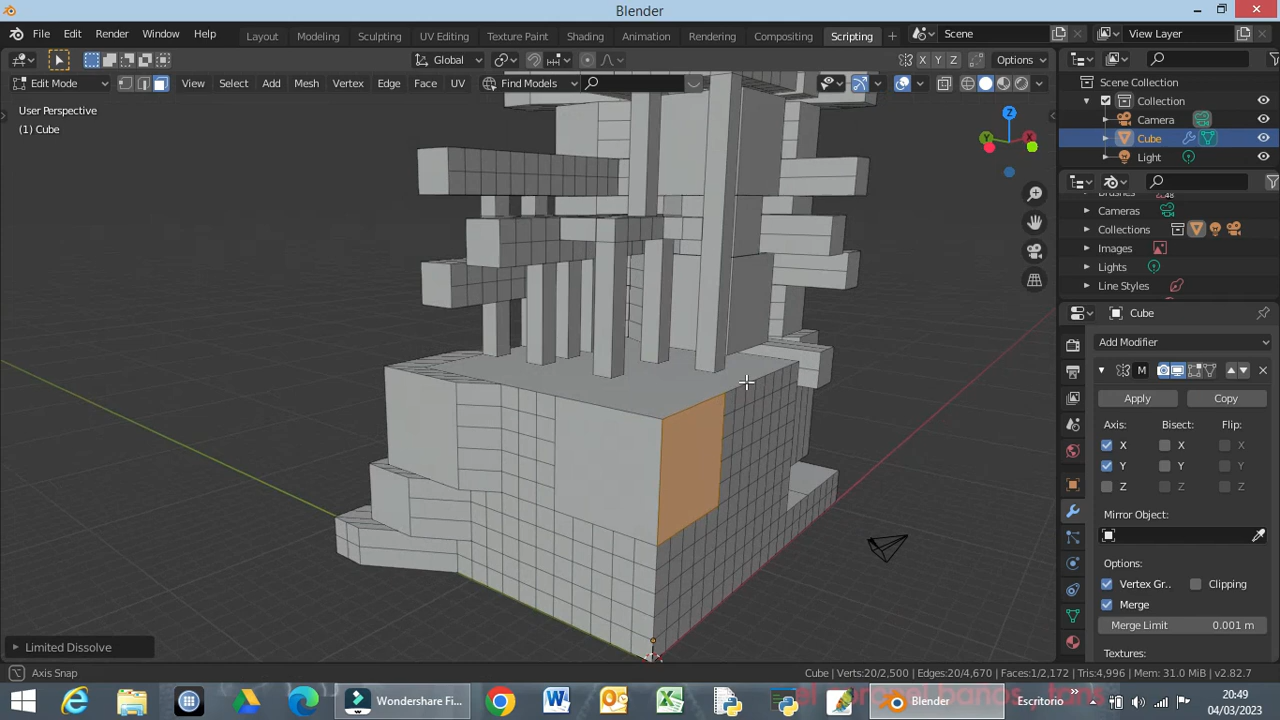 Blender
File Edit Render Window Help
Layout Modeling Sculpting UV Editing Texture Paint Shading Animation Rendering Compositing Scripting
Scene
View Layer
Global
X Y Z
Options
Edit Mode
View Select Add Mesh Vertex Edge Face UV
Find Models
User Perspective
(1) Cube
Z
Y
X
Scene Collection
Collection
Camera
Cube
Light
Brushes
48
Cameras
Collections
Images
Lights
Line Styles
Cube
Add Modifier
M
Apply Copy
Axis: Bisect: Flip:
X X X
Y Y Y
Z Z Z
Mirror Object:
Options:
Vertex Gr.. Clipping
Merge
Merge Limit 0.001 m
Textures:
Limited Dissolve
Axis Snap
Cube | Verts:20/2,500 | Edges:20/4,670 | Faces:1/2,172 | Tris:4,996 | Mem: 31.0 MiB | v2.82.7
Wondershare Fi...
Blender
Escritorio
20:49
04/03/2023